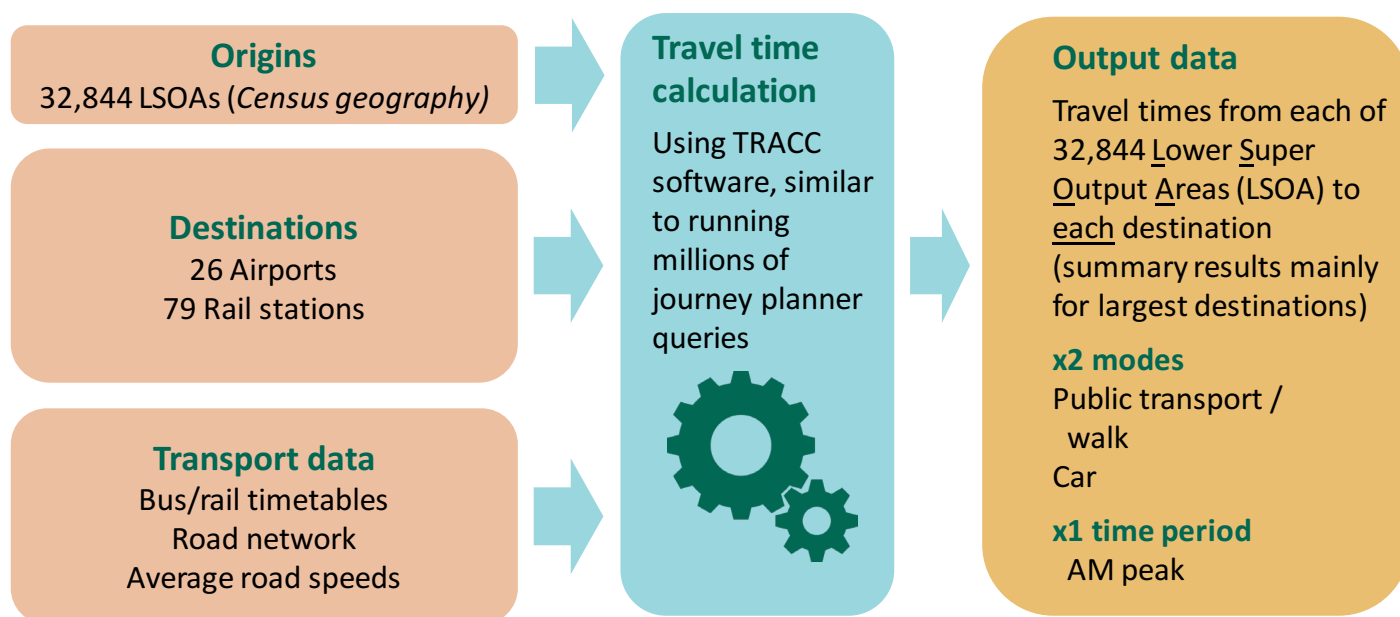 Origins
32,844 LSOAs (Census geography)
Destinations
26 Airports
79 Rail stations
Transport data
Bus/rail timetables
Road network
Average road speeds
Travel time
calculation
Using TRACC
software, similar
to running
millions of
journey planner
queries
Output data
Travel times from each of
32,844 Lower Super
Output Areas (LSOA) to
each destination
(summary results mainly
for largest destinations)
x2 modes
Public transport /
walk
Car
x1 time period
AM peak